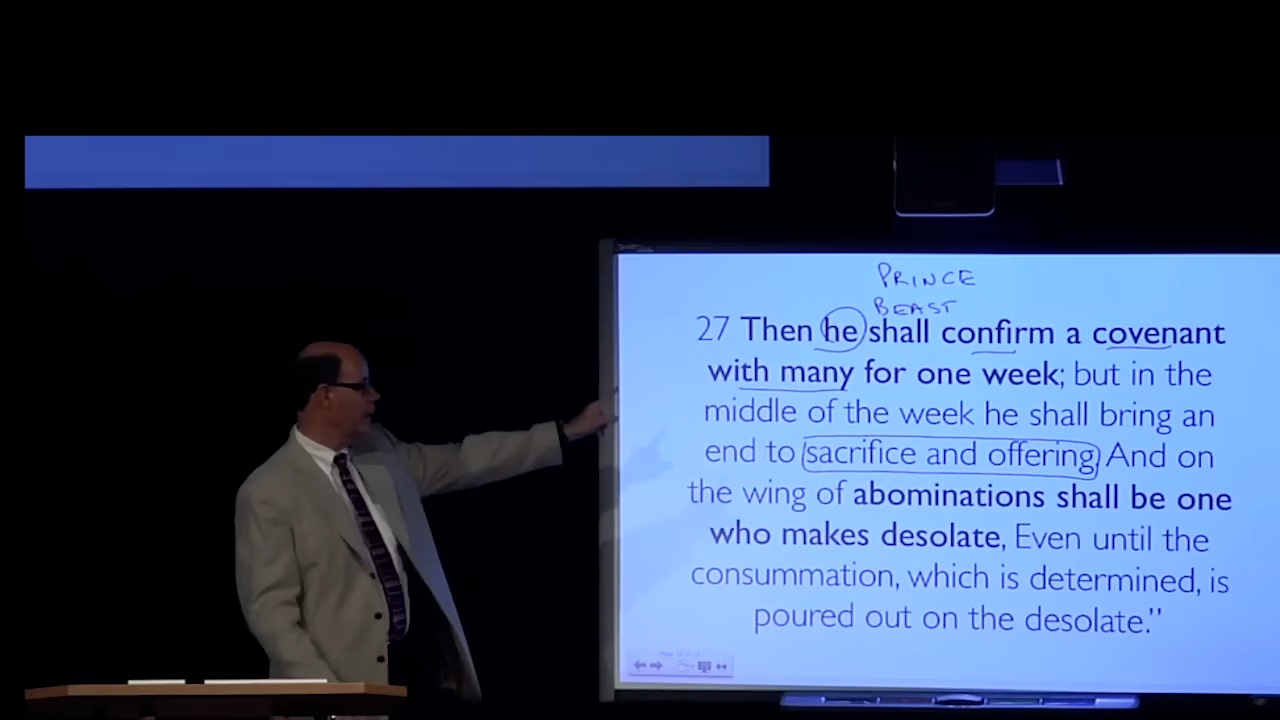 PRINCE
BEAST
27 Then he shall confirm a covenant
with many for one week; but in the
middle of the week he shall bring an
end to sacrifice and offering. And on
the wing of abominations shall be one
who makes desolate, Even until the
consummation, which is determined, is
poured out on the desolate.”